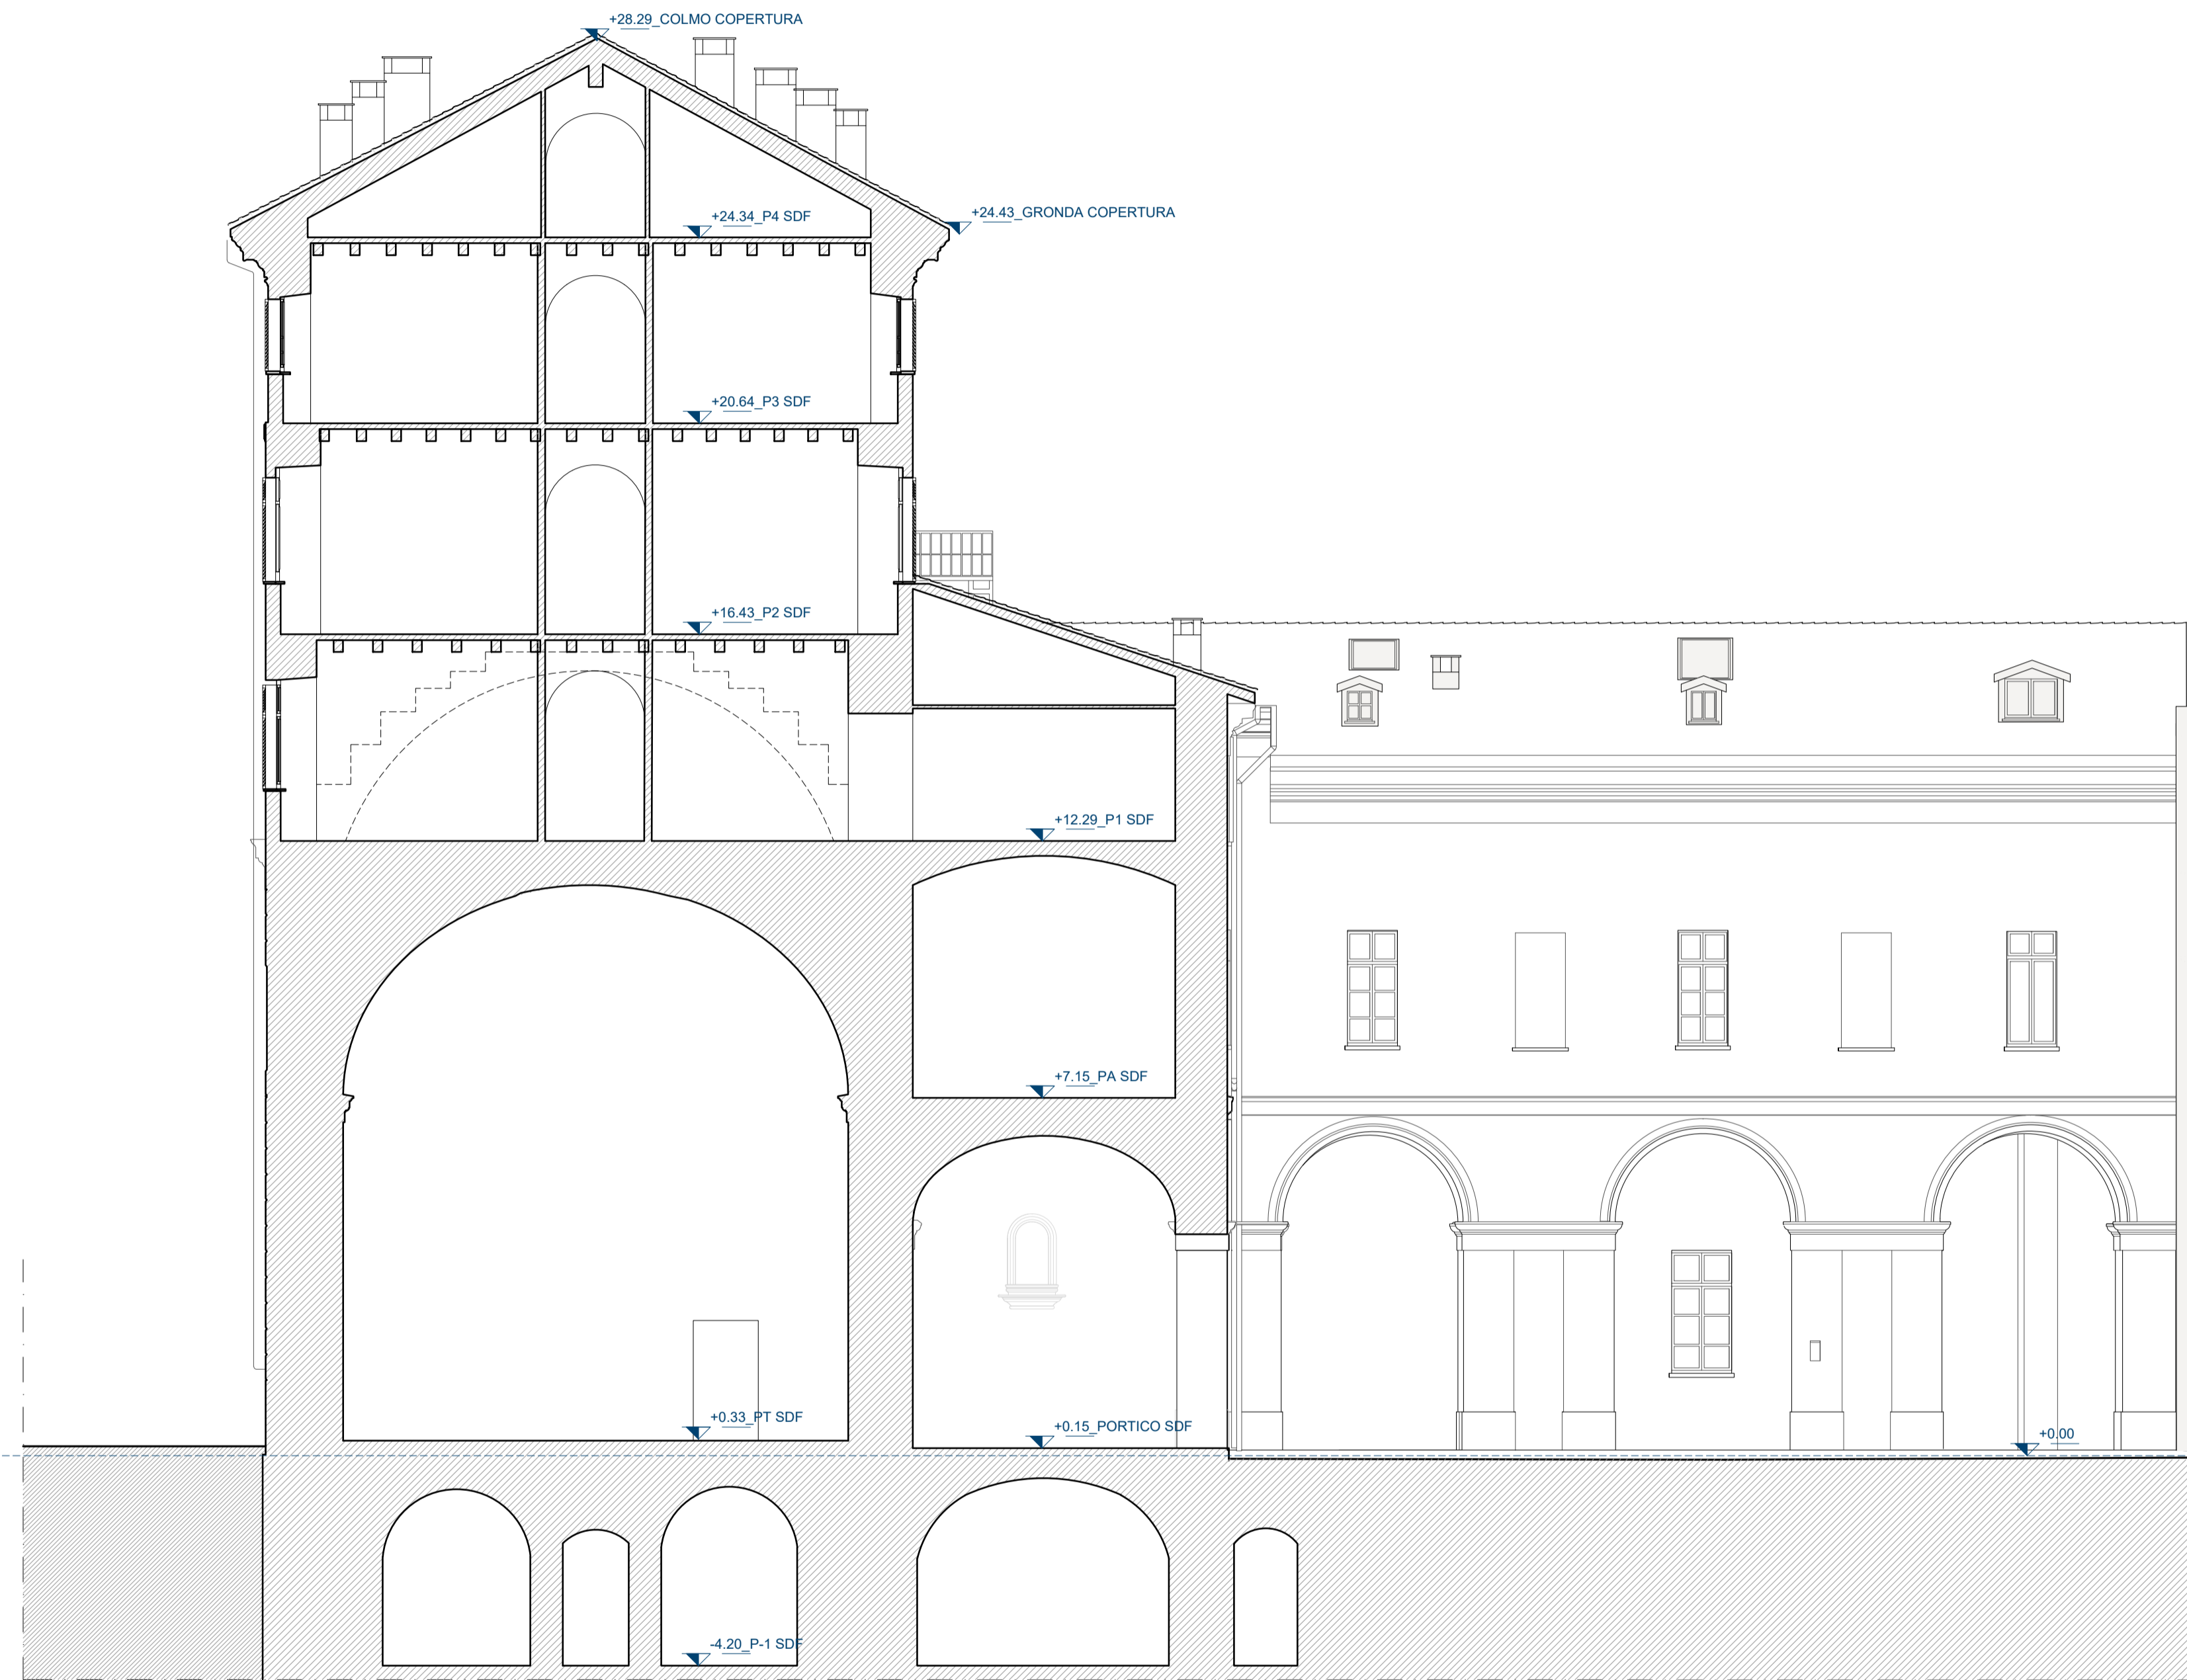 +28.29_COLMO COPERTURA
+24.34_P4 SDF
+24.43_GRONDA COPERTURA
+20.64_P3 SDF
+16.43_P2 SDF
+12.29_P1 SDF
+7.15_PA SDF
+0.33_PT SDF
+0.15_PORTICO SDF
+0.00
-4.20_P-1 SDF